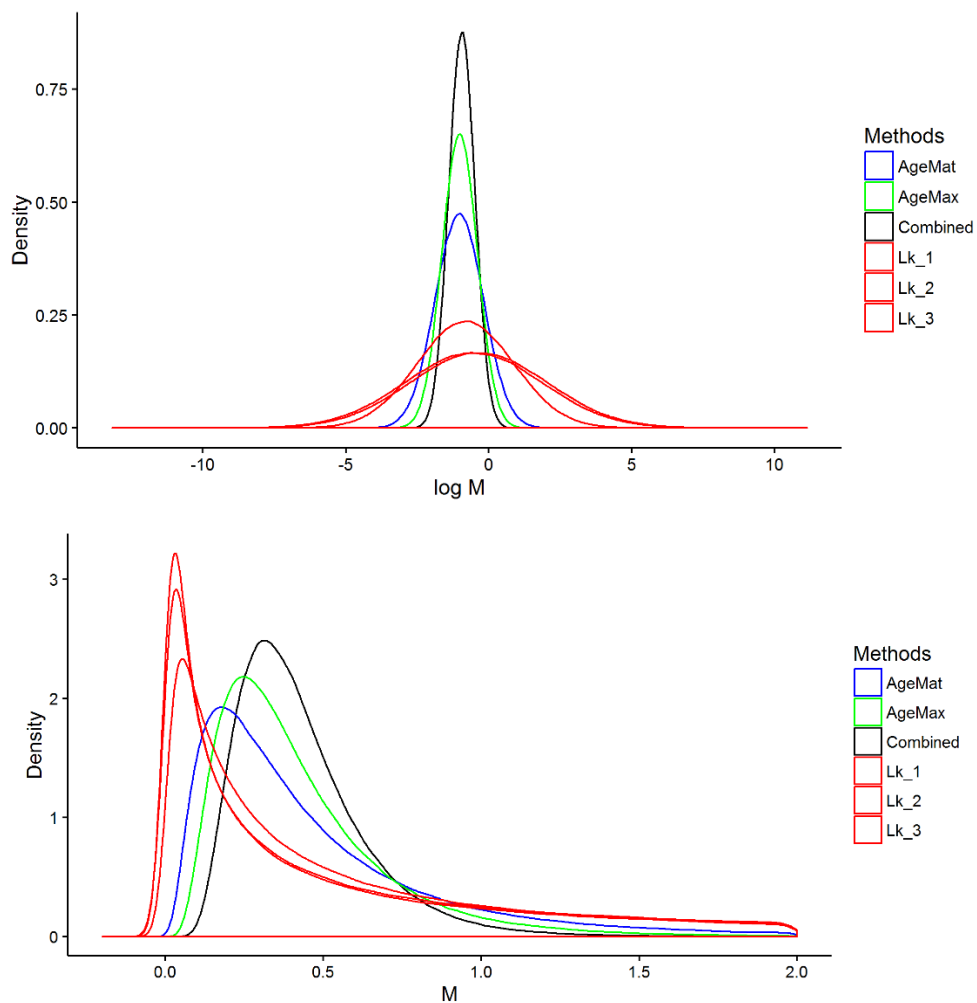 0.75
0.50
0.25
0.00
Density
-10
-5
0
5
10
log M
Methods
AgeMat
AgeMax
Combined
Lk_1
Lk_2
Lk_3
3
2
1
0
Density
0.0
0.5
1.0
1.5
2.0
M
Methods
AgeMat
AgeMax
Combined
Lk_1
Lk_2
Lk_3